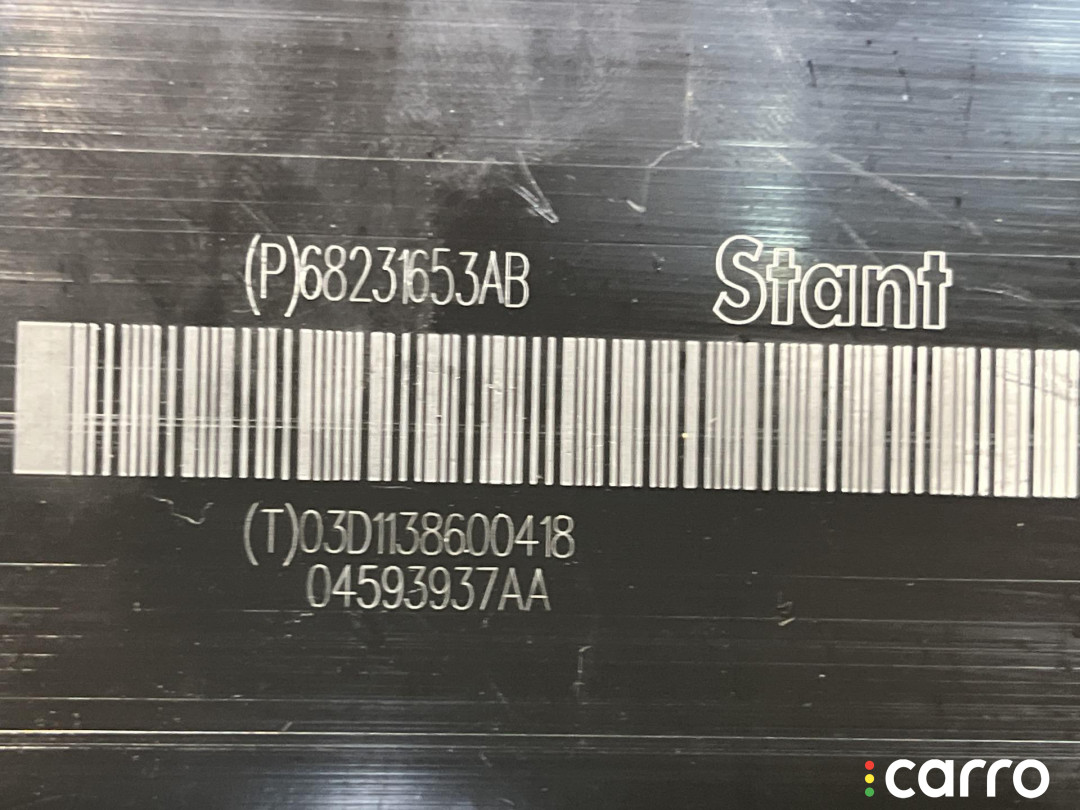 (P)68231653AB
Stant
(T)03D1138600418
04593937AA
carro